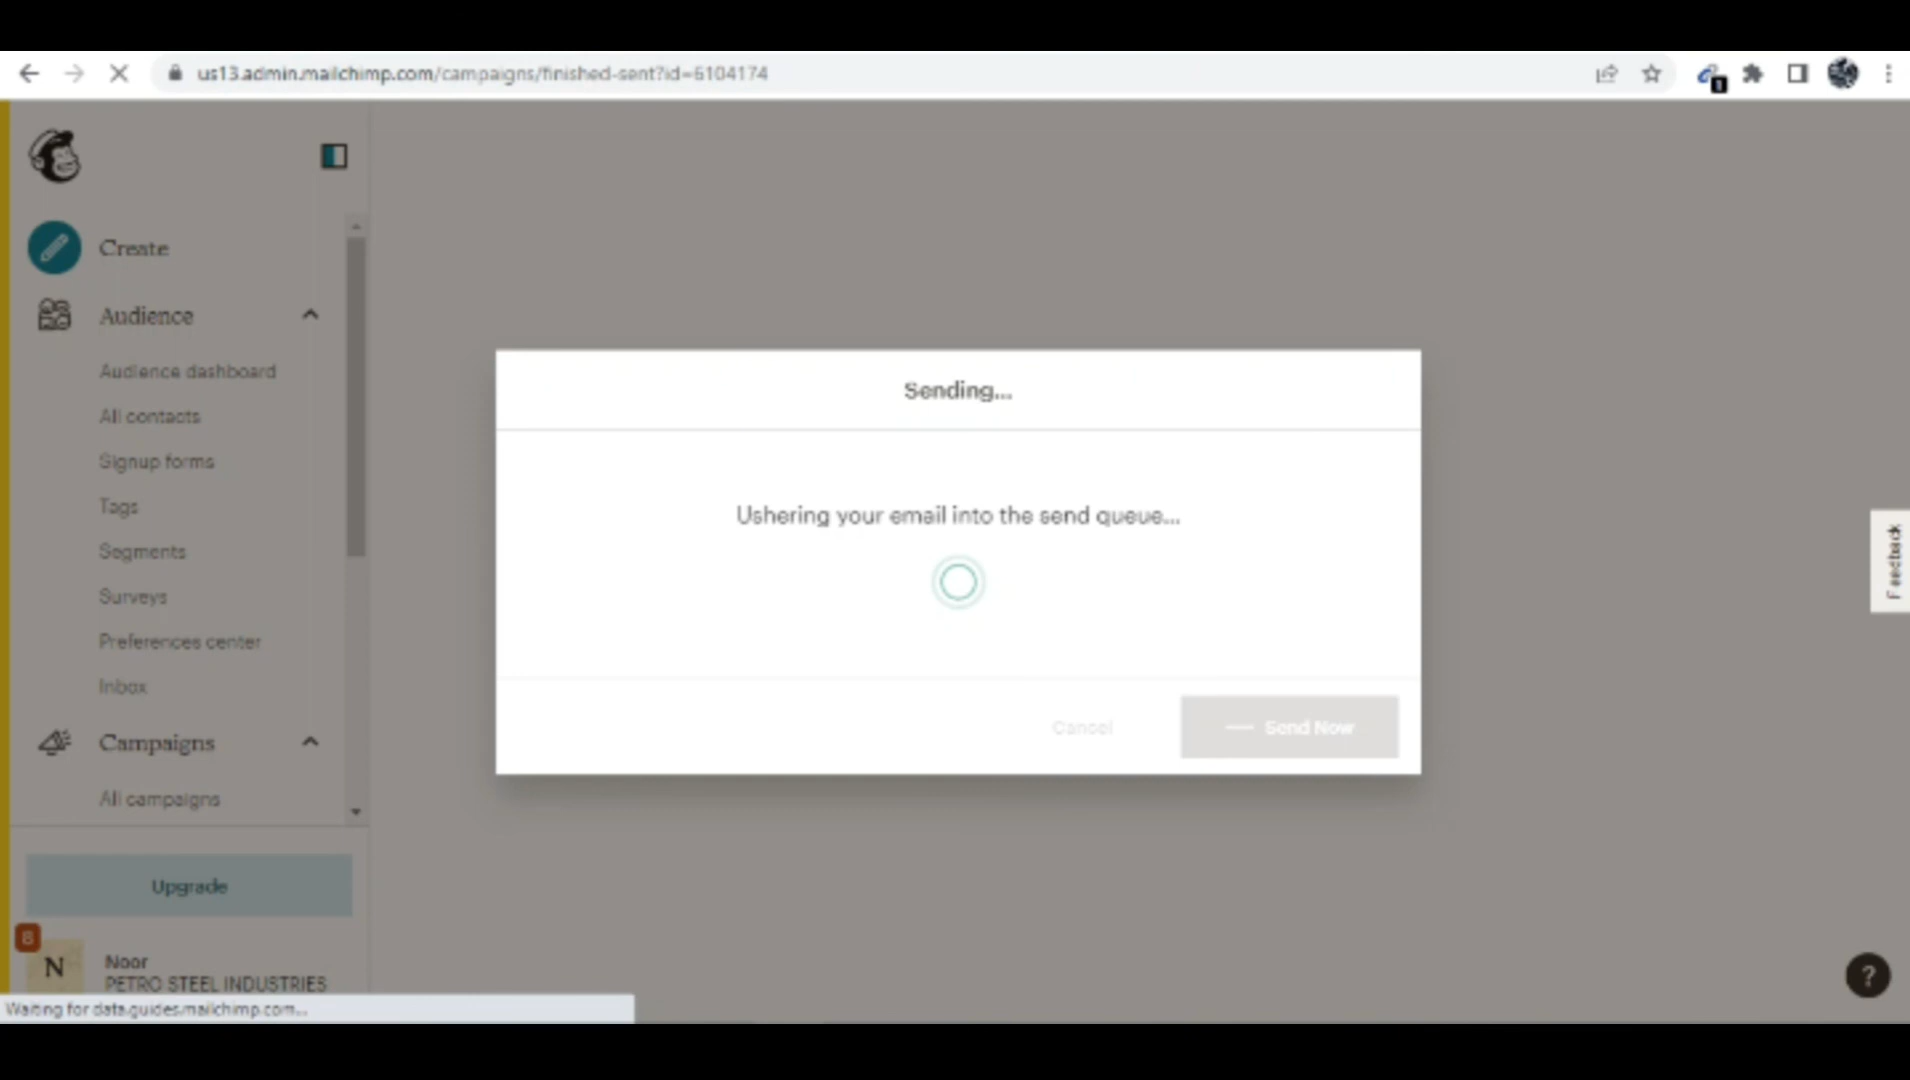 us13.admin.mailchimp.com/campaigns/finished-sent?id=6104174
Create
Audience
Audience dashboard
All contacts
Signup forms
Tags
Segments
Surveys
Preferences center
Inbox
Campaigns
All campaigns
Upgrade
8
N
Noor
PETRO STEEL INDUSTRIES
Waiting for data.guides.mailchimp.com...
Sending...
Ushering your email into the send queue...
Cancel
Send Now
Feedback
?